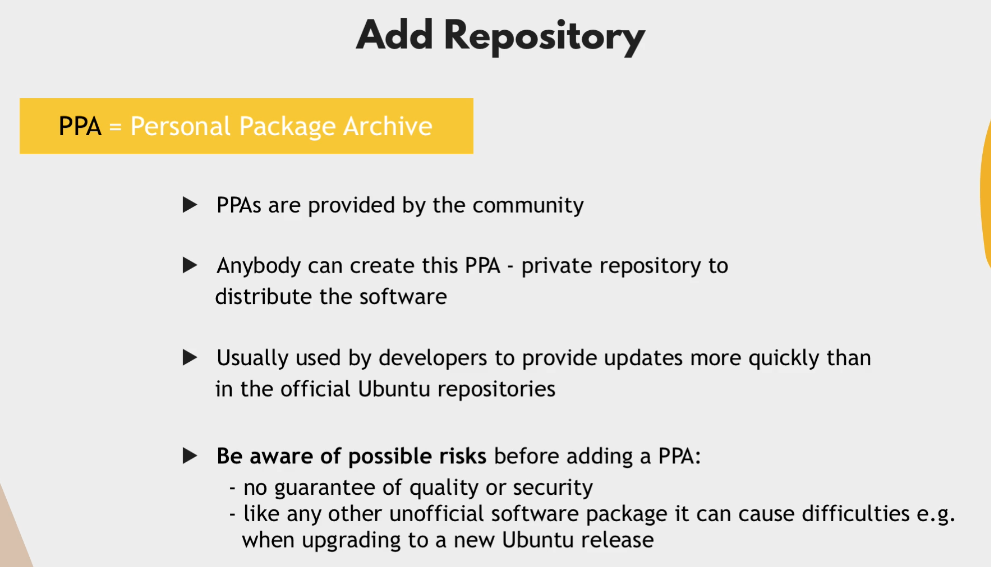 Add Repository
PPA = Personal Package Archive
▶ PPAs are provided by the community
▶ Anybody can create this PPA - private repository to
distribute the software
▶ Usually used by developers to provide updates more quickly than
in the official Ubuntu repositories
▶ Be aware of possible risks before adding a PPA:
- no guarantee of quality or security
- like any other unofficial software package it can cause difficulties e.g.
when upgrading to a new Ubuntu release